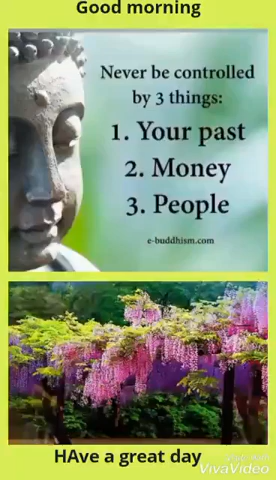 Good morning
Never be controlled
by 3 things:
1. Your past
2. Money
3. People
e-buddhism.com
HAve a great day
VivaVideo